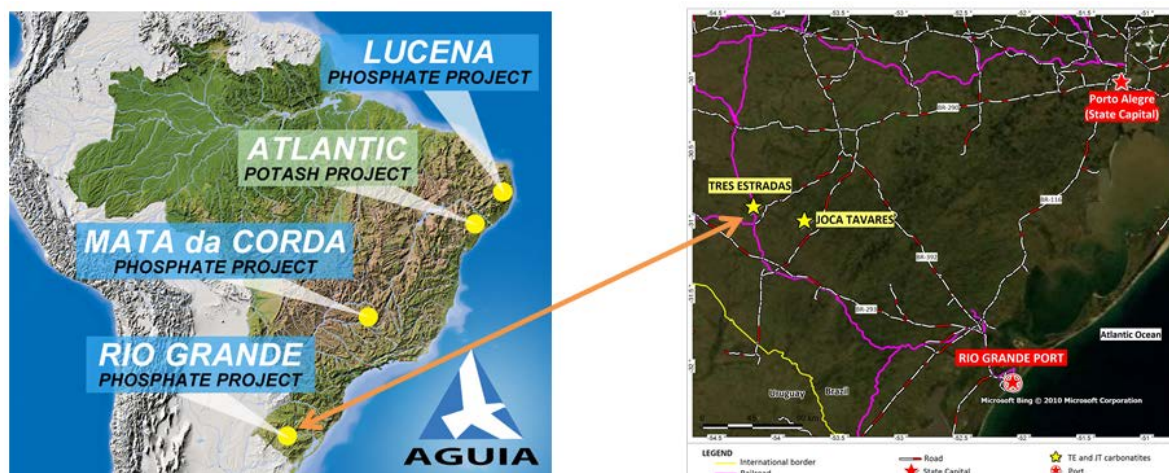 LUCENA
PHOSPHATE PROJECT
ATLANTIC
POTASH PROJECT
MATA da CORDA
PHOSPHATE PROJECT
RIO GRANDE
PHOSPHATE PROJECT
AGUIA
BR-290
Porto Alegre
(State Capital)
TRES ESTRADAS
JOCA TAVARES
BR-116
BR-392
BR-293
Atlantic Ocean
RIO GRANDE PORT
Uruguay
Brazil
Microsoft Bing © 2010 Microsoft Corporation
LEGEND
International border
Railroad
Road
State Capital
TE and JT carbonatites
Port